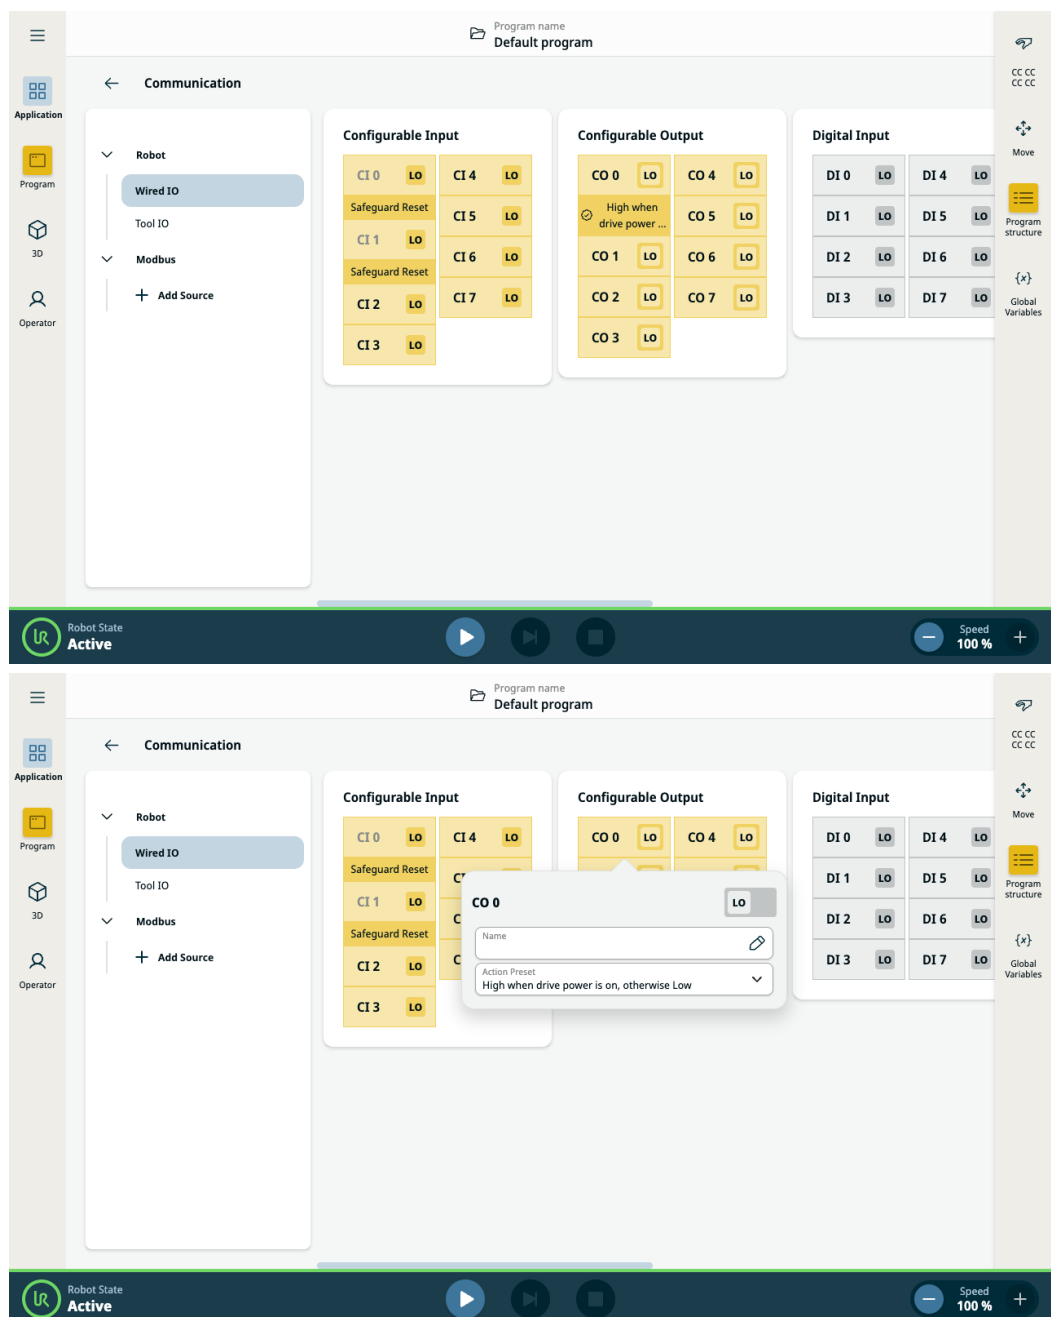 Program name
Default program
Application
Program
3D
Operator
Communication
Robot
Wired IO
Tool IO
Modbus
Add Source
Configurable Input
CI 0 LO CI 4 LO
Safeguard Reset
CI 5 LO
CI 1 LO
CI 6 LO
Safeguard Reset
CI 2 LO CI 7 LO
CI 3 LO
Configurable Output
CO 0 LO CO 4 LO
High when
drive power ...
CO 5 LO
CO 1 LO CO 6 LO
CO 2 LO CO 7 LO
CO 3 LO
Digital Input
DI 0 LO DI 4 LO
DI 1 LO DI 5 LO
DI 2 LO DI 6 LO
DI 3 LO DI 7 LO
CC CC
CC CC
Move
Program
structure
{x}
Global
Variables
Robot State
Active
Speed
100 %
Program name
Default program
Application
Program
3D
Operator
Communication
Robot
Wired IO
Tool IO
Modbus
Add Source
Configurable Input
CI 0 LO CI 4 LO
Safeguard Reset
CI 1 LO
Safeguard Reset
CI 2 LO
CI 3 LO
Configurable Output
CO 0 LO CO 4 LO
CO 0 LO
Name
Action Preset
High when drive power is on, otherwise Low
Digital Input
DI 0 LO DI 4 LO
DI 1 LO DI 5 LO
DI 2 LO DI 6 LO
DI 3 LO DI 7 LO
CC CC
CC CC
Move
Program
structure
{x}
Global
Variables
Robot State
Active
Speed
100 %